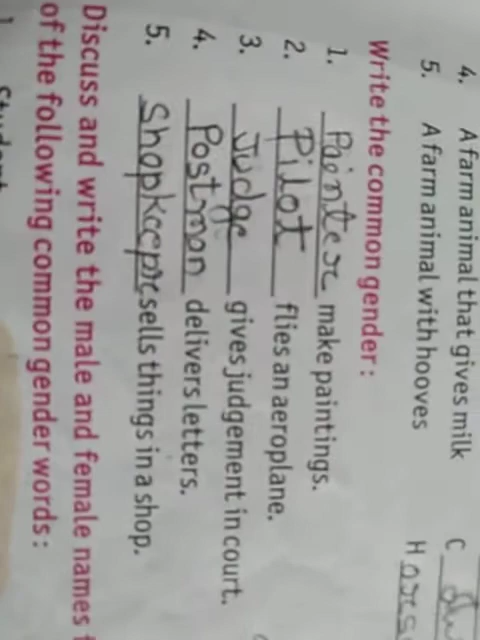 4. A farm animal that gives milk C
5. A farm animal with hooves H
Write the common gender :
1. Painter make paintings.
2. Pilot flies an aeroplane.
3. Judge gives judgement in court.
4. Postman delivers letters.
5. Shopkeeper sells things in a shop.
Discuss and write the male and female names
of the following common gender words :
1